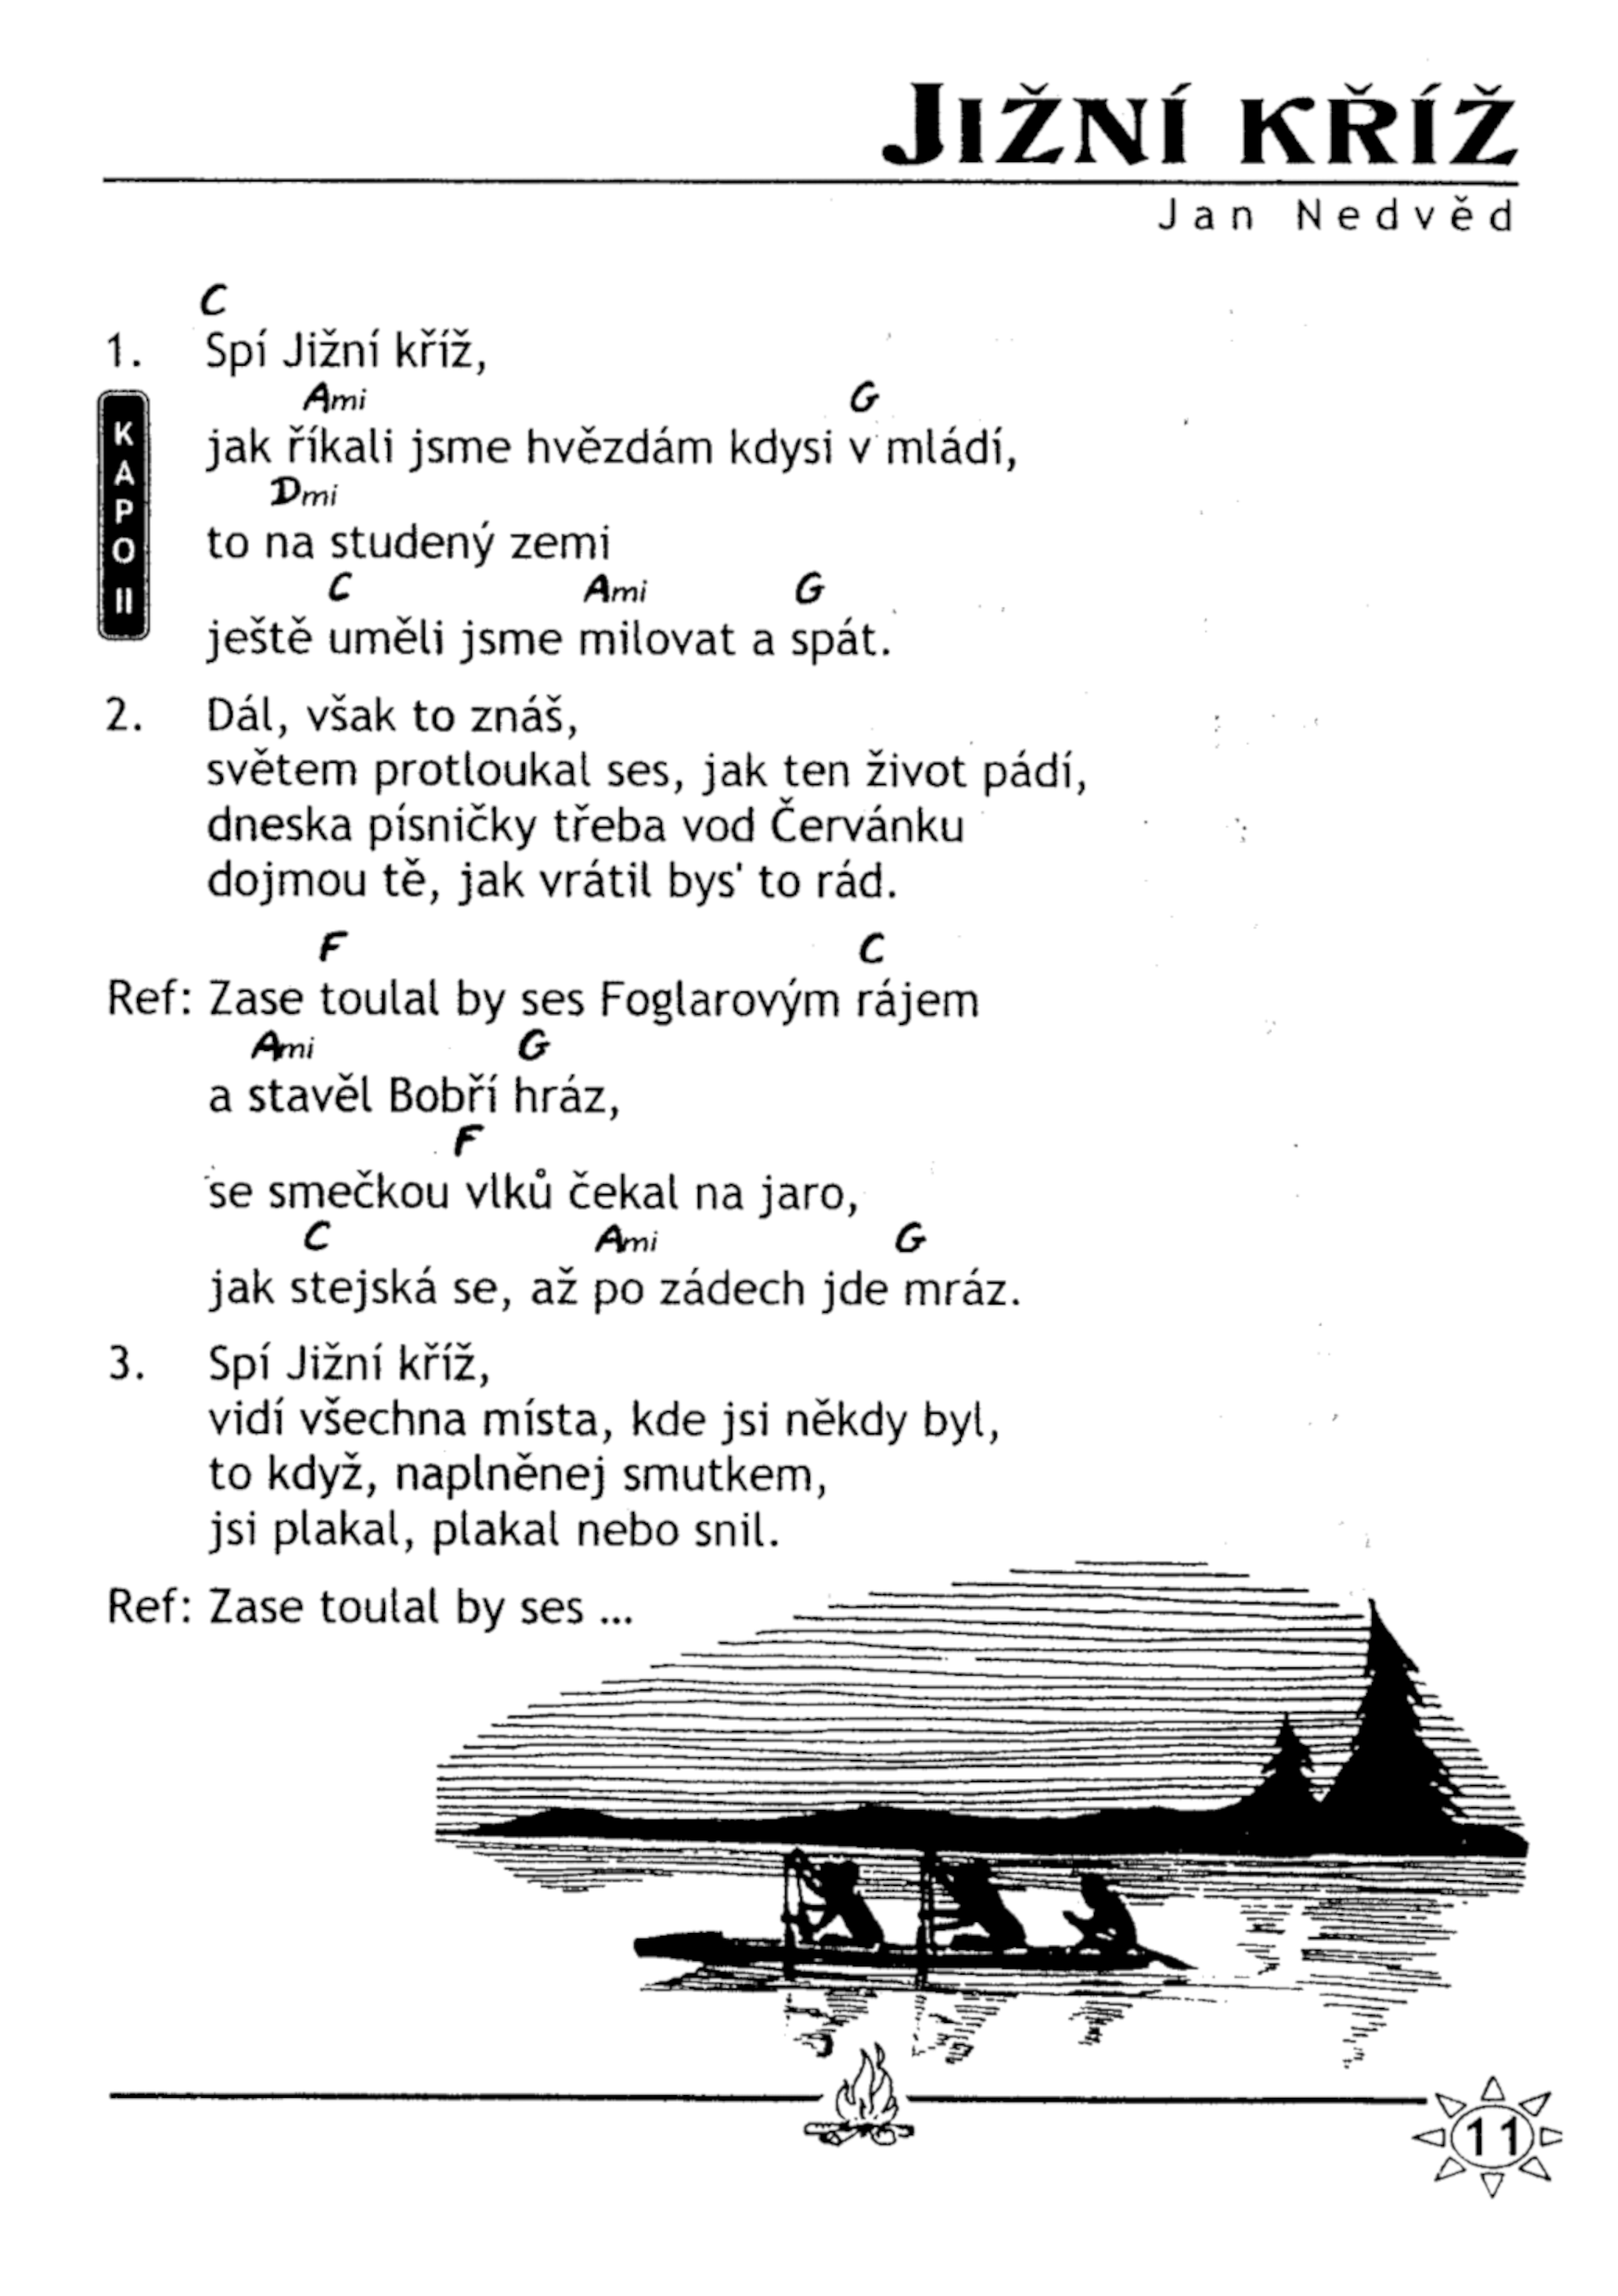 JIŽNÍ KŘÍŽ
Jan Nedvěd
C
1. Spí Jižní kříž,
Ami G
jak říkali jsme hvězdám kdysi v mládí,
Dmi
to na studený zemi
C Ami G
ještě uměli jsme milovat a spát.
KAPO II
2. Dál, však to znáš,
světem protloukal ses, jak ten život pádí,
dneska písničky třeba vod Červánku
dojmou tě, jak vrátil bys' to rád.
F C
Ref: Zase toulal by ses Foglarovým rájem
Ami G
a stavěl Bobří hráz,
F
se smečkou vlků čekal na jaro,
C Ami G
jak stejská se, až po zádech jde mráz.
3. Spí Jižní kříž,
vidí všechna místa, kde jsi někdy byl,
to když, naplněnej smutkem,
jsi plakal, plakal nebo snil.
Ref: Zase toulal by ses ...
11